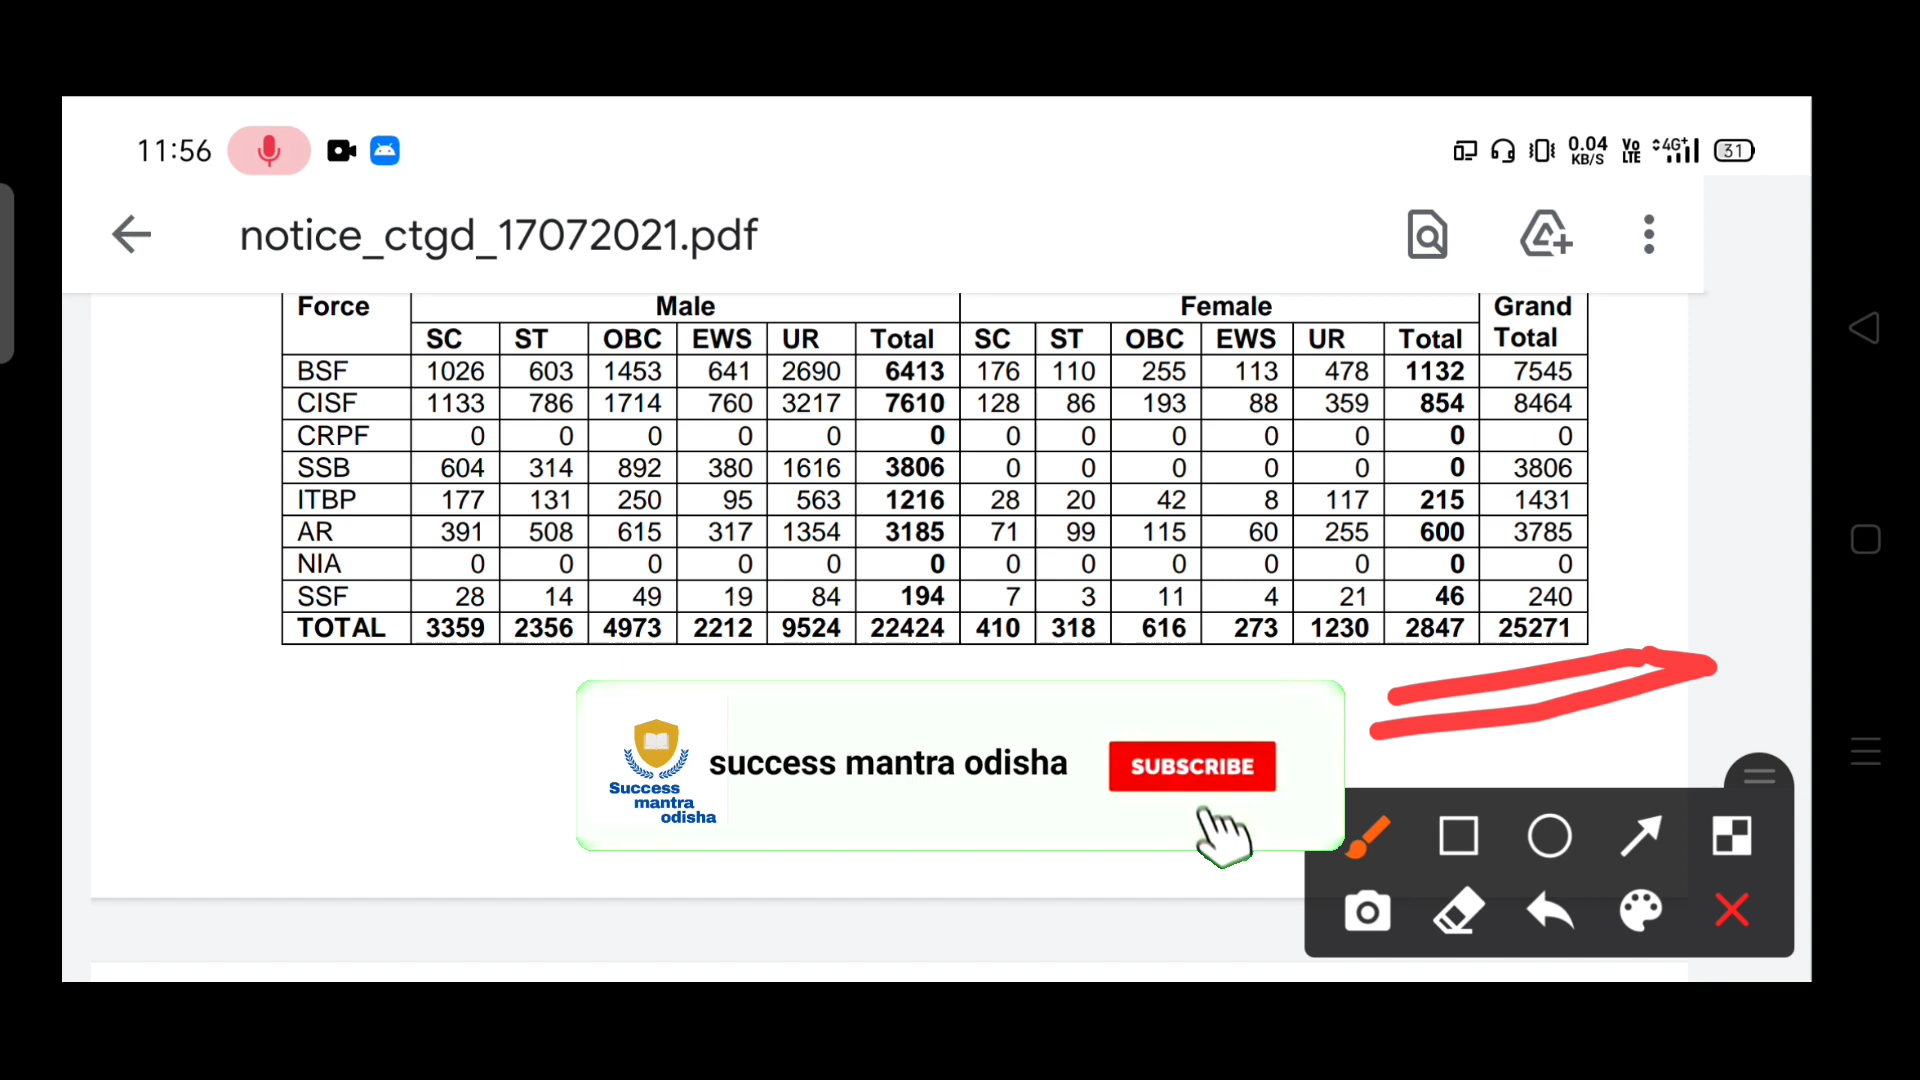 11:56 0.04 KB/S Vo LTE 4G+ 31
notice_ctgd_17072021.pdf
Force Male Female Grand Total
SC ST OBC EWS UR Total SC ST OBC EWS UR Total
BSF 1026 603 1453 641 2690 6413 176 110 255 113 478 1132 7545
CISF 1133 786 1714 760 3217 7610 128 86 193 88 359 854 8464
CRPF 0 0 0 0 0 0 0 0 0 0 0 0 0
SSB 604 314 892 380 1616 3806 0 0 0 0 0 0 3806
ITBP 177 131 250 95 563 1216 28 20 42 8 117 215 1431
AR 391 508 615 317 1354 3185 71 99 115 60 255 600 3785
NIA 0 0 0 0 0 0 0 0 0 0 0 0 0
SSF 28 14 49 19 84 194 7 3 11 4 21 46 240
TOTAL 3359 2356 4973 2212 9524 22424 410 318 616 273 1230 2847 25271
Success
mantra
odisha
success mantra odisha SUBSCRIBE